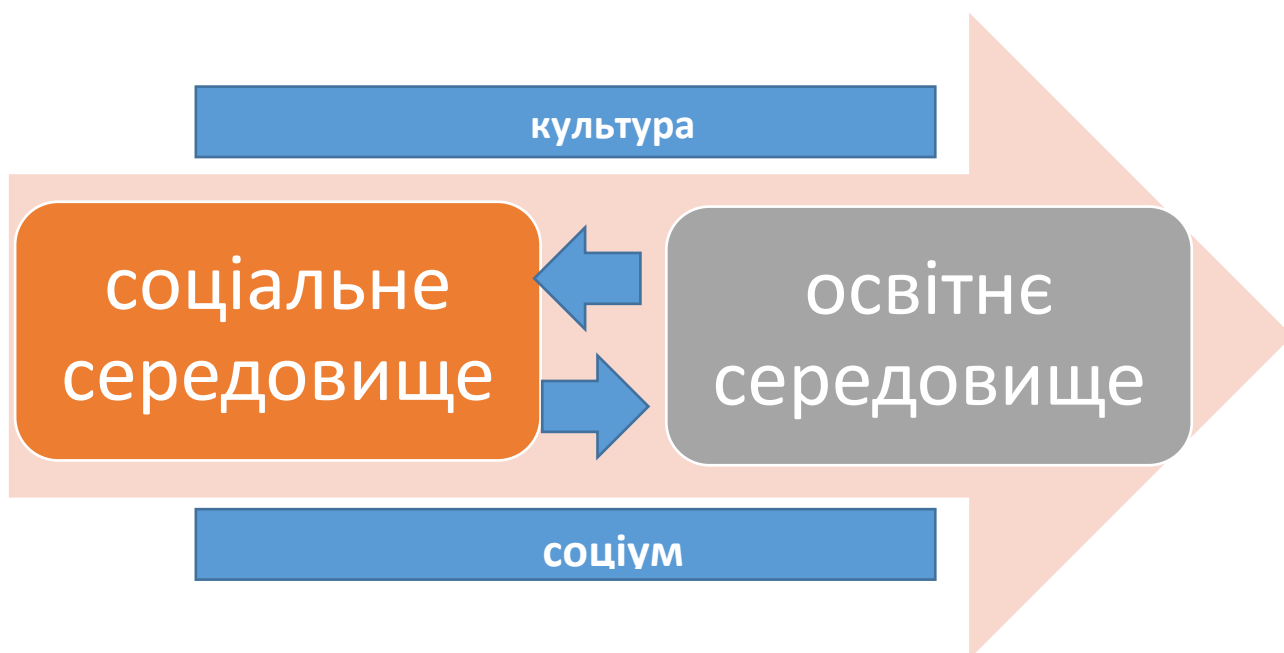 культура
соціальне
середовище
освітнє
середовище
соціум